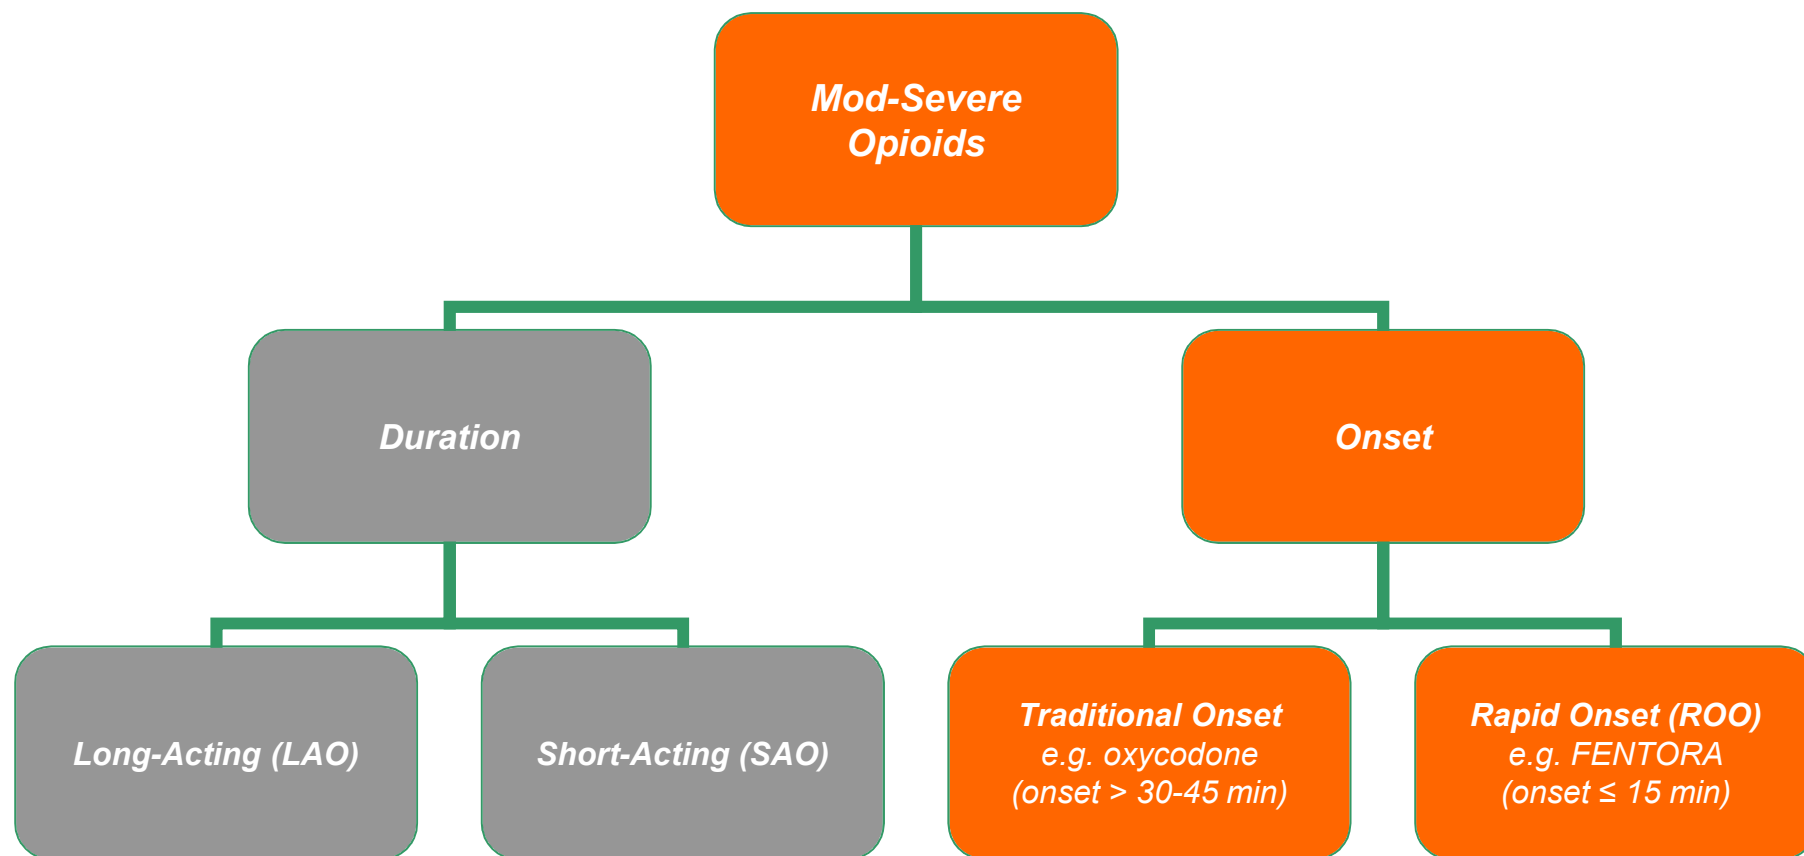 Mod-Severe
Opioids
Duration
Onset
Long-Acting (LAO)
Short-Acting (SAO)
Traditional Onset
e.g. oxycodone
(onset > 30-45 min)
Rapid Onset (ROO)
e.g. FENTORA
(onset ≤ 15 min)